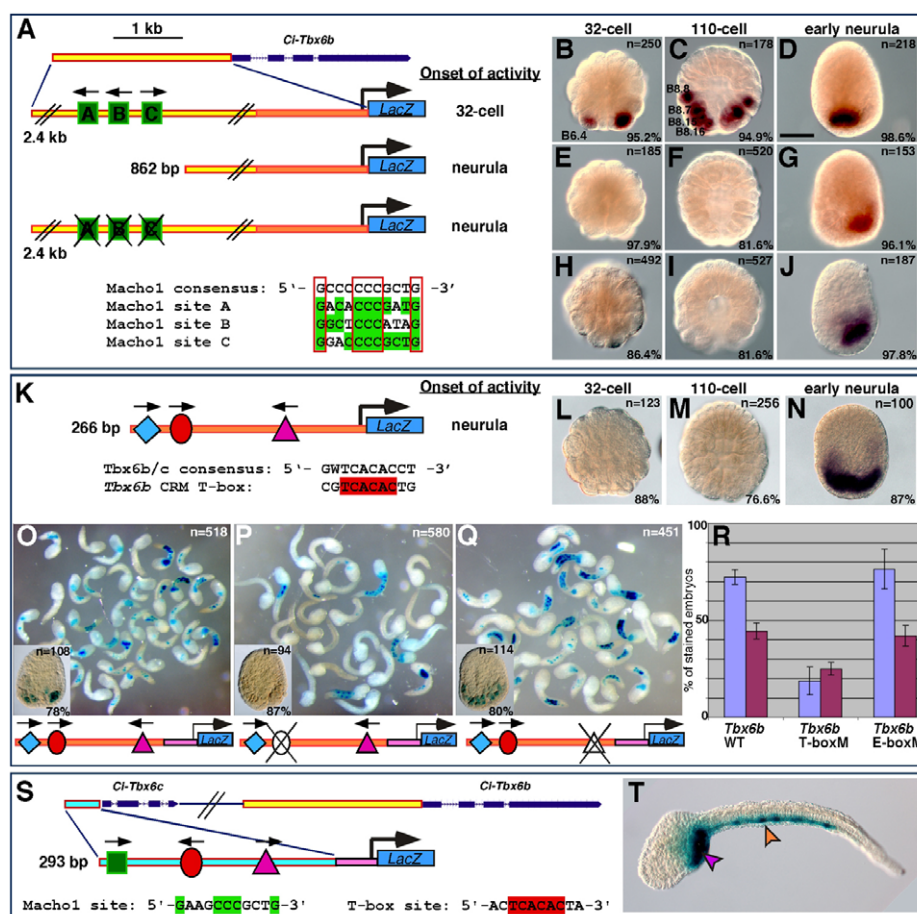 A
1 kb
Ci-Tbx6b
Onset of activity
A B C
LacZ
32-cell
2.4 kb
862 bp
LacZ
neurula
A B C
LacZ
neurula
2.4 kb
Macho1 consensus: 5'- GCCCCCCGCTG -3'
Macho1 site A GACACCCGATG
Macho1 site B GGCTCCCATAG
Macho1 site C GGACCCCGCTG
32-cell 110-cell early neurula
B n=250 C n=178 D n=218
B8.8
B8.7
B8.15
B8.16
B6.4
95.2% 94.9% 98.6%
E n=185 F n=520 G n=153
97.9% 81.6% 96.1%
H n=492 I n=527 J n=187
86.4% 81.6% 97.8%
K
Onset of activity
266 bp
LacZ
neurula
Tbx6b/c consensus: 5'- GWTCACACCT -3'
Tbx6b CRM T-box: CGTCACACTG
32-cell 110-cell early neurula
L n=123 M n=256 N n=100
88% 76.6% 87%
O n=518 P n=580 Q n=451
n=108 n=94 n=114
78% 87% 80%
LacZ LacZ LacZ
R
% of stained embryos
100
50
0
Tbx6b Tbx6b Tbx6b
WT T-boxM E-boxM
S
Ci-Tbx6c
Ci-Tbx6b
293 bp
LacZ
Macho1 site: 5'-GAAGCCCGCTG-3' T-box site: 5'-ACTCACACTA-3'
T